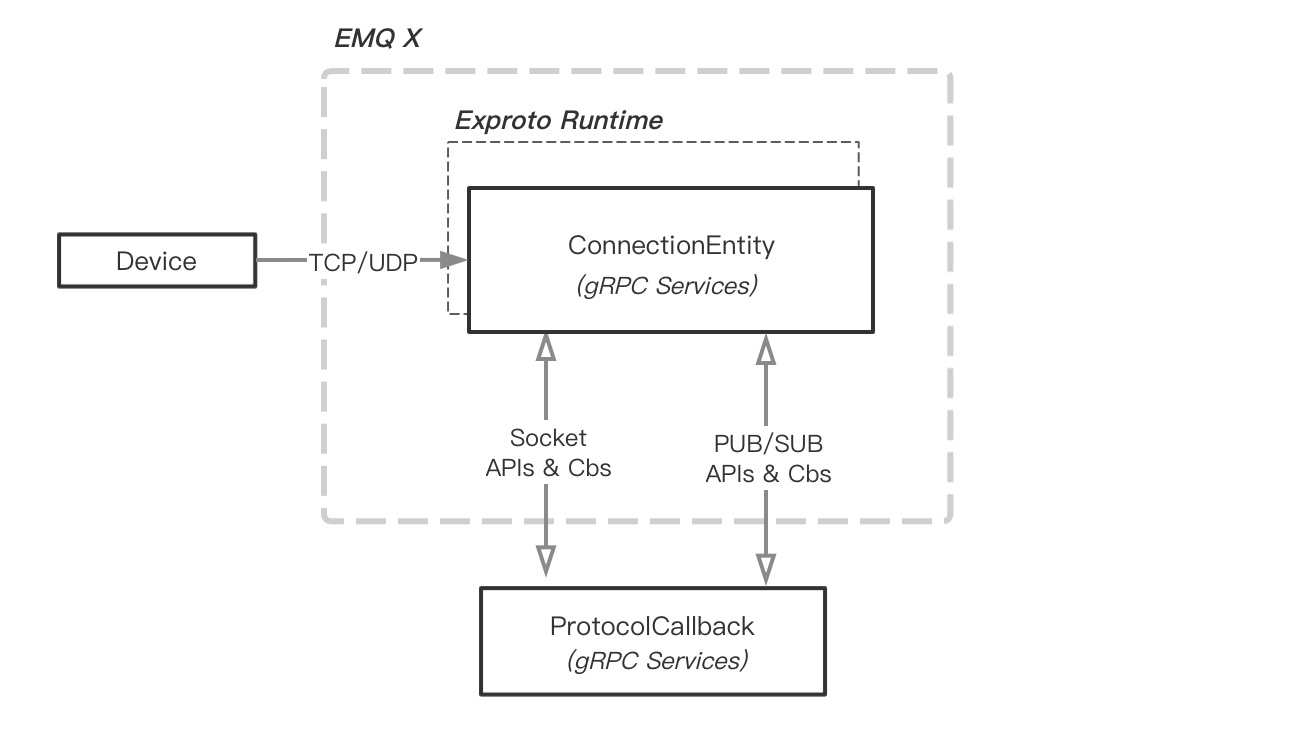 EMQ X
Exproto Runtime
ConnectionEntity
(gRPC Services)
Device
TCP/UDP
Socket
APIs & Cbs
PUB/SUB
APIs & Cbs
ProtocolCallback
(gRPC Services)